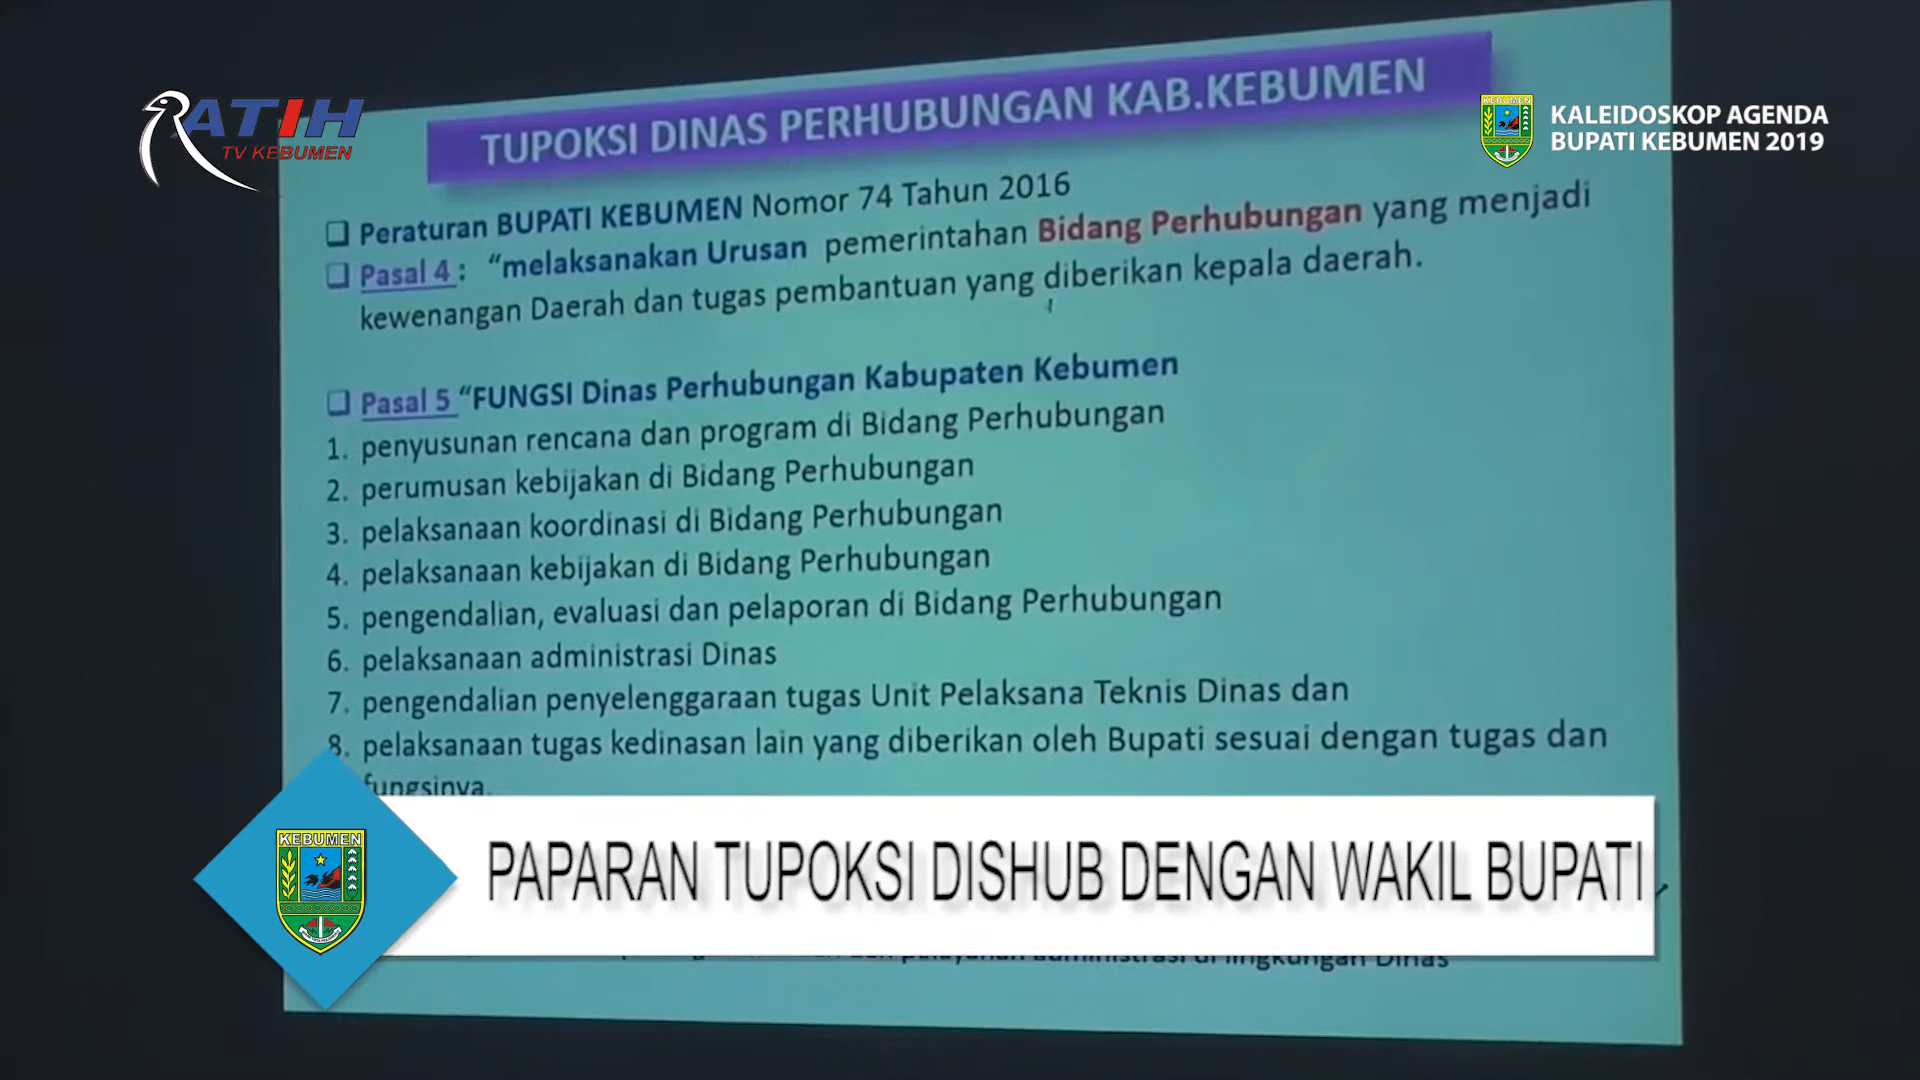 RATIH
TV KEBUMEN
KEBUMEN
KALEIDOSKOP AGENDA
BUPATI KEBUMEN 2019
TUPOKSI DINAS PERHUBUNGAN KAB.KEBUMEN
❑ Peraturan BUPATI KEBUMEN Nomor 74 Tahun 2016
❑ Pasal 4 : “melaksanakan Urusan pemerintahan Bidang Perhubungan yang menjadi
kewenangan Daerah dan tugas pembantuan yang diberikan kepala daerah.
❑ Pasal 5 “FUNGSI Dinas Perhubungan Kabupaten Kebumen
1. penyusunan rencana dan program di Bidang Perhubungan
2. perumusan kebijakan di Bidang Perhubungan
3. pelaksanaan koordinasi di Bidang Perhubungan
4. pelaksanaan kebijakan di Bidang Perhubungan
5. pengendalian, evaluasi dan pelaporan di Bidang Perhubungan
6. pelaksanaan administrasi Dinas
7. pengendalian penyelenggaraan tugas Unit Pelaksana Teknis Dinas dan
8. pelaksanaan tugas kedinasan lain yang diberikan oleh Bupati sesuai dengan tugas dan
fungsinya.
KEBUMEN
PAPARAN TUPOKSI DISHUB DENGAN WAKIL BUPATI
pelayanan administrasi di lingkungan Dinas